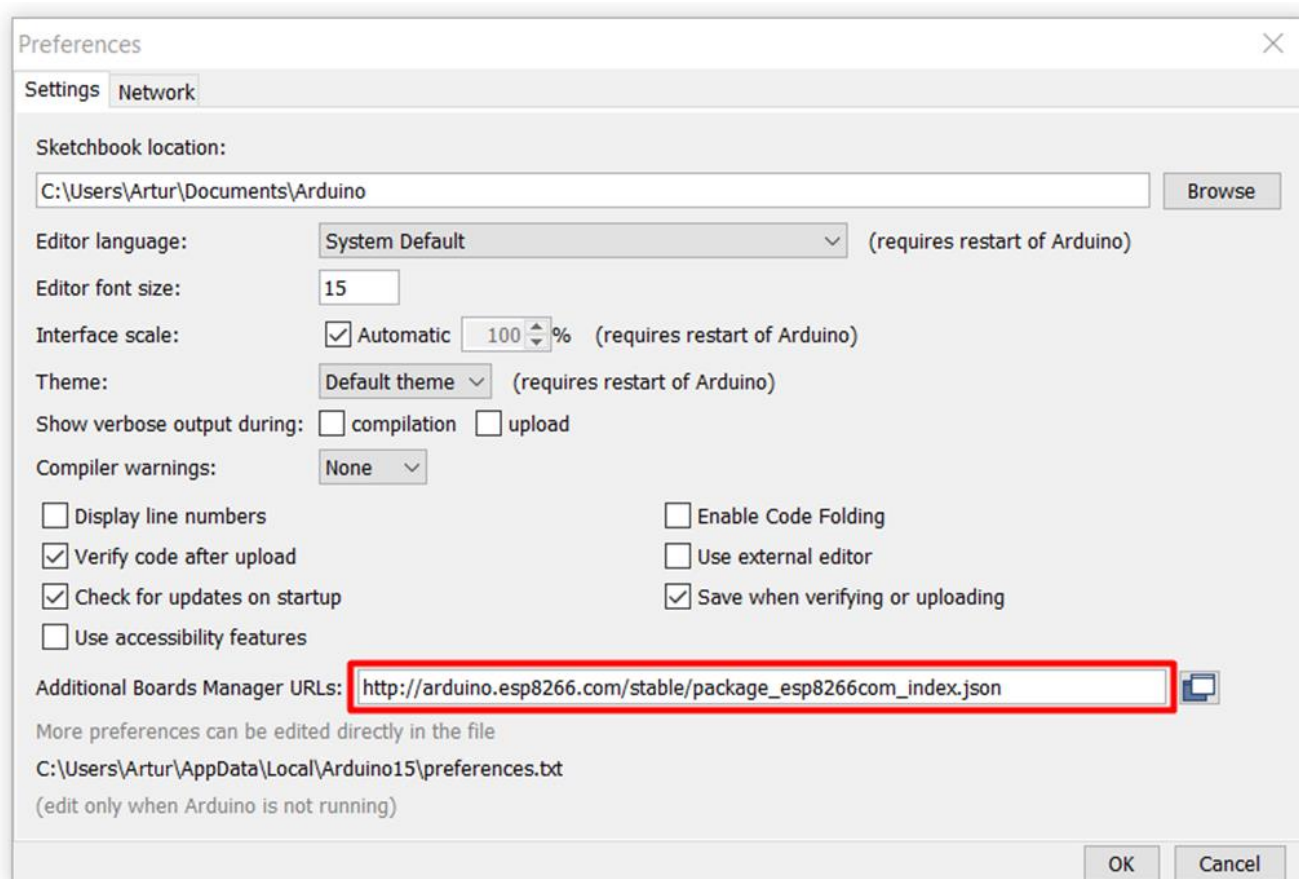 Preferences
Settings Network
Sketchbook location:
C:\Users\Artur\Documents\Arduino Browse
Editor language: System Default (requires restart of Arduino)
Editor font size: 15
Interface scale: Automatic 100 % (requires restart of Arduino)
Theme: Default theme (requires restart of Arduino)
Show verbose output during: compilation upload
Compiler warnings: None
Display line numbers Enable Code Folding
Verify code after upload Use external editor
Check for updates on startup Save when verifying or uploading
Use accessibility features
Additional Boards Manager URLs: http://arduino.esp8266.com/stable/package_esp8266com_index.json
More preferences can be edited directly in the file
C:\Users\Artur\AppData\Local\Arduino15\preferences.txt
(edit only when Arduino is not running)
OK Cancel